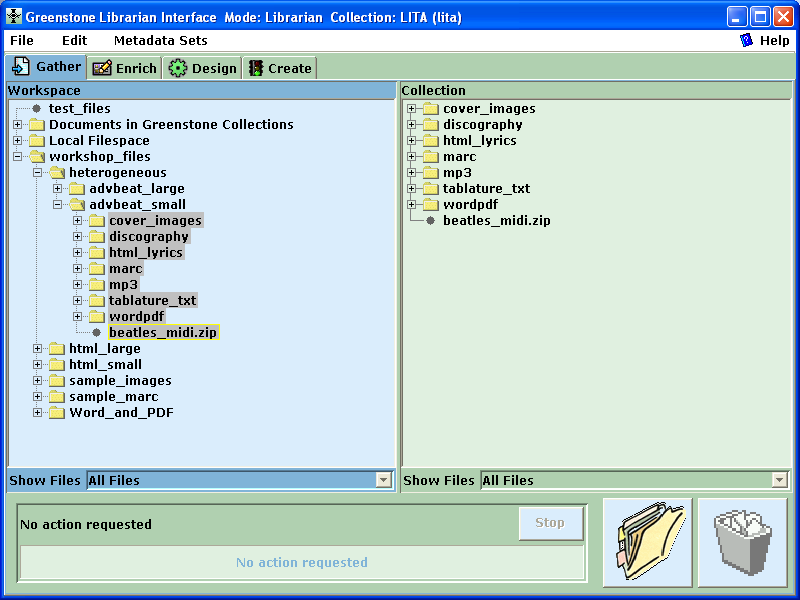 Greenstone Librarian Interface  Mode: Librarian  Collection: LITA (lita)
File Edit Metadata Sets Help
Gather Enrich Design Create
Workspace
test_files
Documents in Greenstone Collections
Local Filespace
workshop_files
heterogeneous
advbeat_large
advbeat_small
cover_images
discography
html_lyrics
marc
mp3
tablature_txt
wordpdf
beatles_midi.zip
html_large
html_small
sample_images
sample_marc
Word_and_PDF
Show Files All Files
Collection
cover_images
discography
html_lyrics
marc
mp3
tablature_txt
wordpdf
beatles_midi.zip
Show Files All Files
No action requested
Stop
No action requested